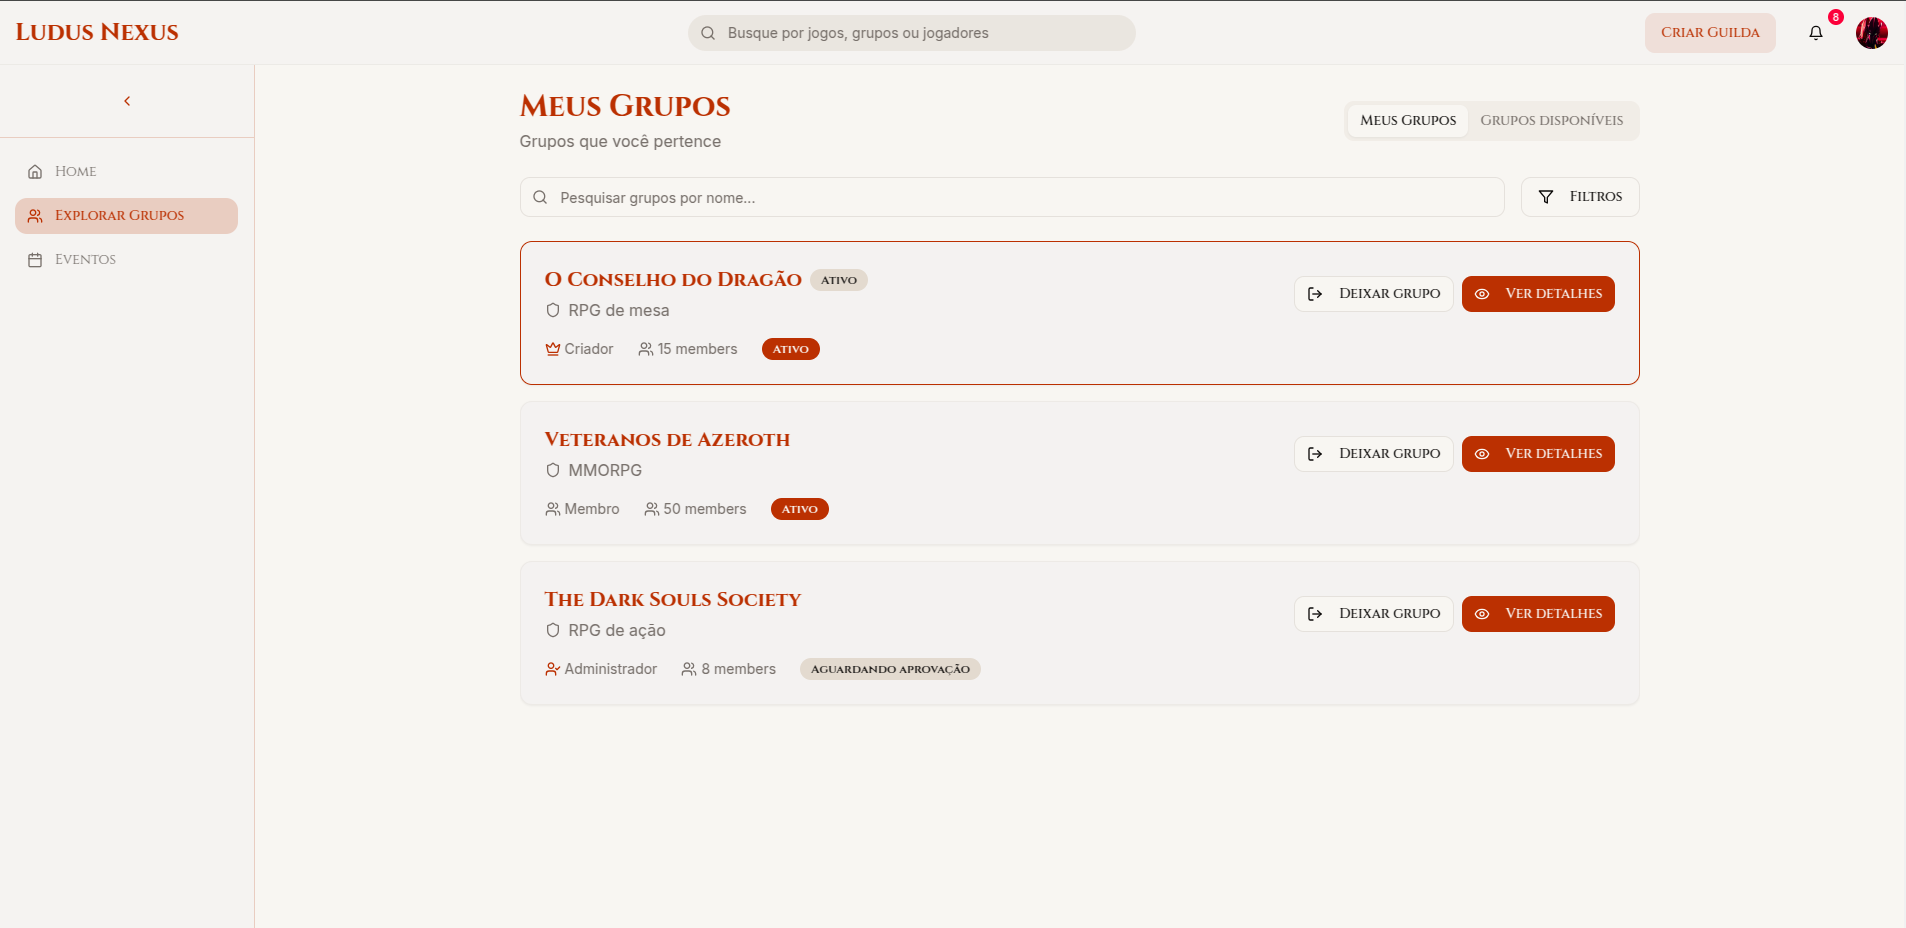 Ludus Nexus
Busque por jogos, grupos ou jogadores
Criar Guilda
8
Home
Explorar Grupos
Eventos
Meus Grupos
Grupos que você pertence
Meus Grupos
Grupos disponíveis
Pesquisar grupos por nome...
Filtros
O Conselho do Dragão Ativo
RPG de mesa
Criador 15 members Ativo
Deixar grupo
Ver detalhes
Veteranos de Azeroth
MMORPG
Membro 50 members Ativo
Deixar grupo
Ver detalhes
The Dark Souls Society
RPG de ação
Administrador 8 members Aguardando aprovação
Deixar grupo
Ver detalhes